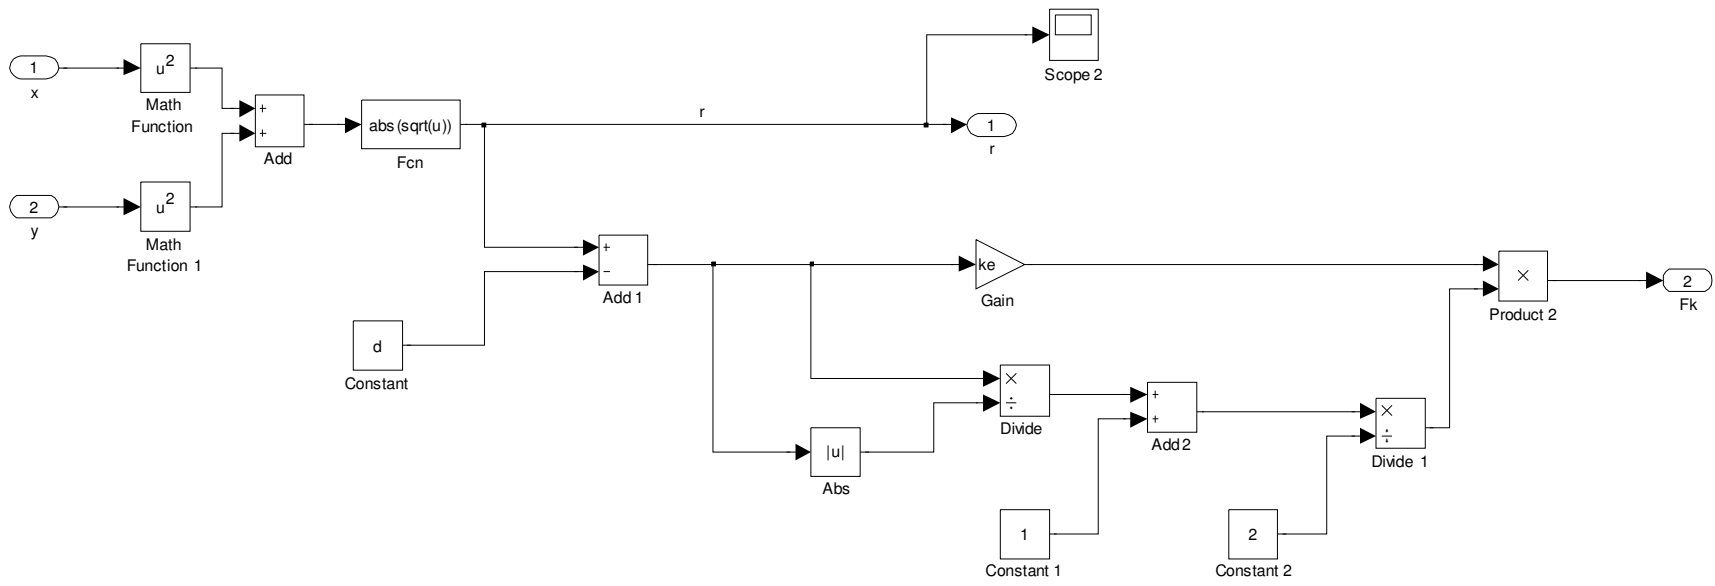 Scope 2
1
x
u2
Math
Function
+
+
Add
abs(sqrt(u))
Fcn
r
1
r
2
y
u2
Math
Function 1
+
−
Add 1
d
Constant
ke
Gain
×
Product 2
2
Fk
×
÷
Divide
|u|
Abs
+
+
Add 2
×
÷
Divide 1
1
Constant 1
2
Constant 2